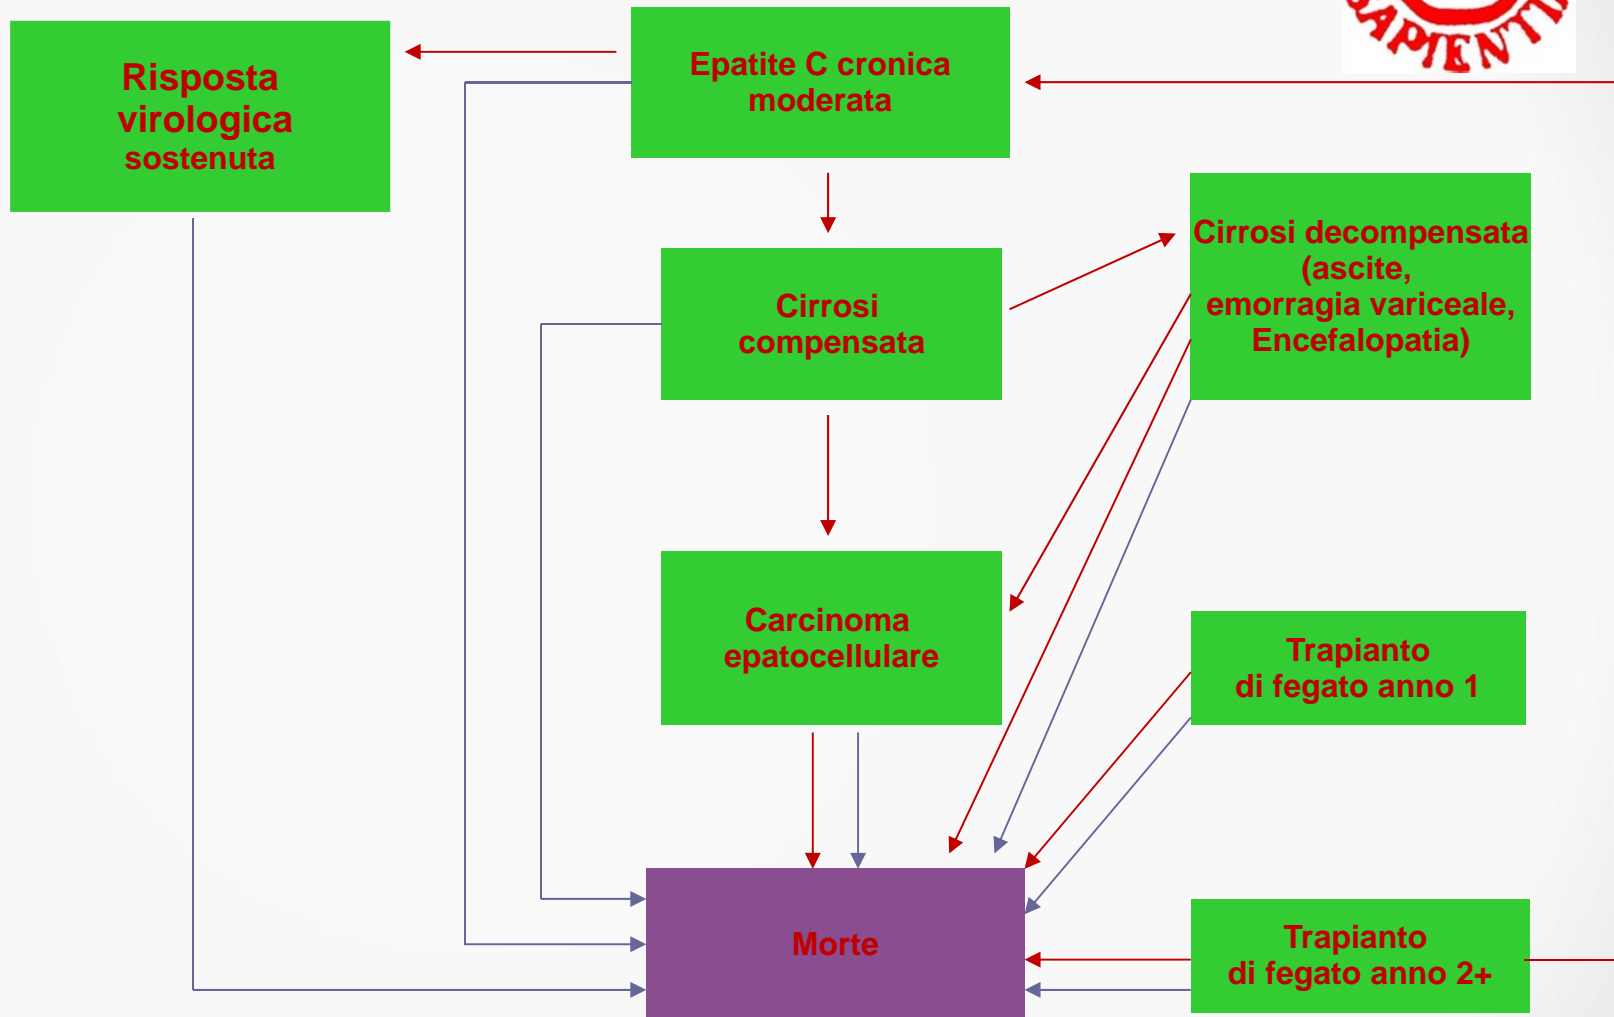 SAPIENTI
Risposta
virologica
sostenuta
Epatite C cronica
moderata
Cirrosi decompensata
(ascite,
emorragia variceale,
Encefalopatia)
Cirrosi
compensata
Carcinoma
epatocellulare
Trapianto
di fegato anno 1
Morte
Trapianto
di fegato anno 2+